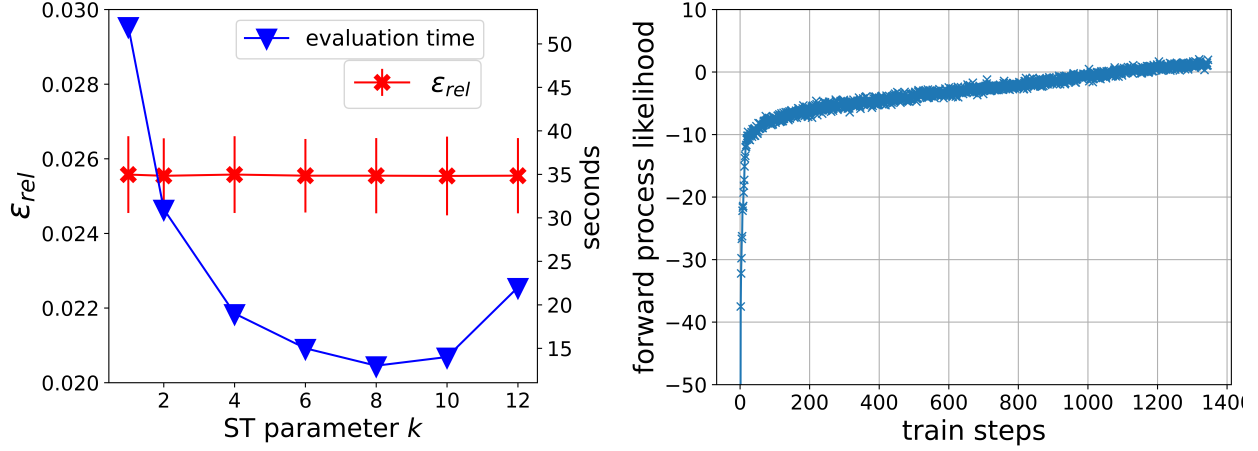 0.030
0.028
0.026
0.024
0.022
0.020
ε_rel
evaluation time
ε_rel
50
45
40
35
30
25
20
15
seconds
2 4 6 8 10 12
ST parameter k
10
0
−10
−20
−30
−40
−50
forward process likelihood
0 200 400 600 800 1000 1200 1400
train steps